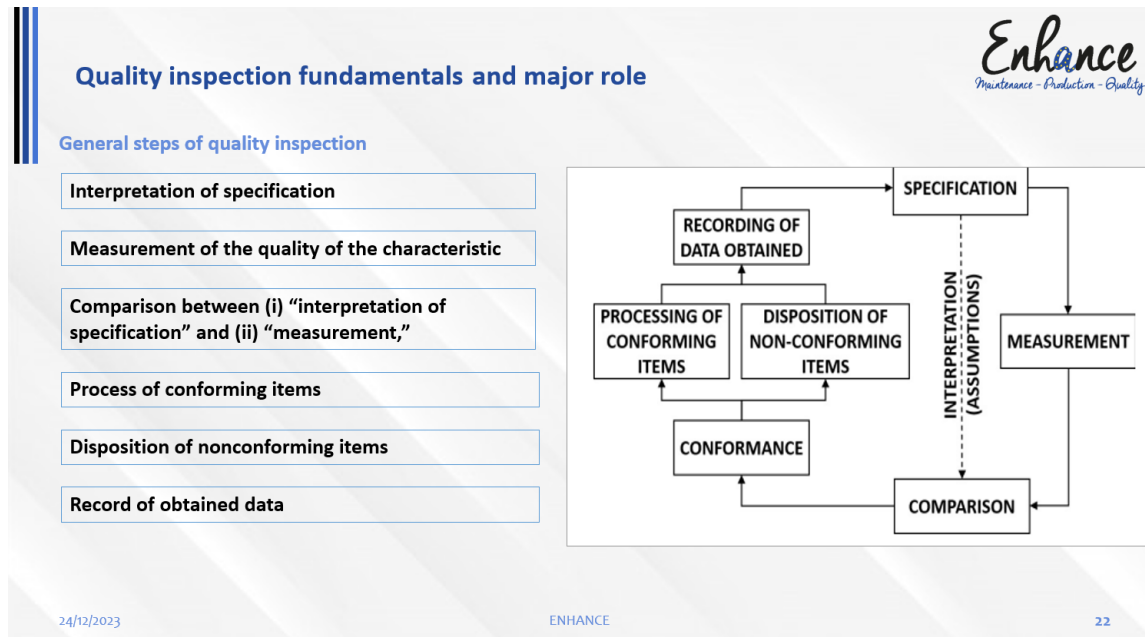 Enhance
Maintenance - Production - Quality
Quality inspection fundamentals and major role
General steps of quality inspection
Interpretation of specification
Measurement of the quality of the characteristic
Comparison between (i) “interpretation of
specification” and (ii) “measurement,”
Process of conforming items
Disposition of nonconforming items
Record of obtained data
SPECIFICATION
RECORDING OF
DATA OBTAINED
PROCESSING OF
CONFORMING
ITEMS
DISPOSITION OF
NON-CONFORMING
ITEMS
INTERPRETATION
(ASSUMPTIONS)
MEASUREMENT
CONFORMANCE
COMPARISON
24/12/2023
ENHANCE
22